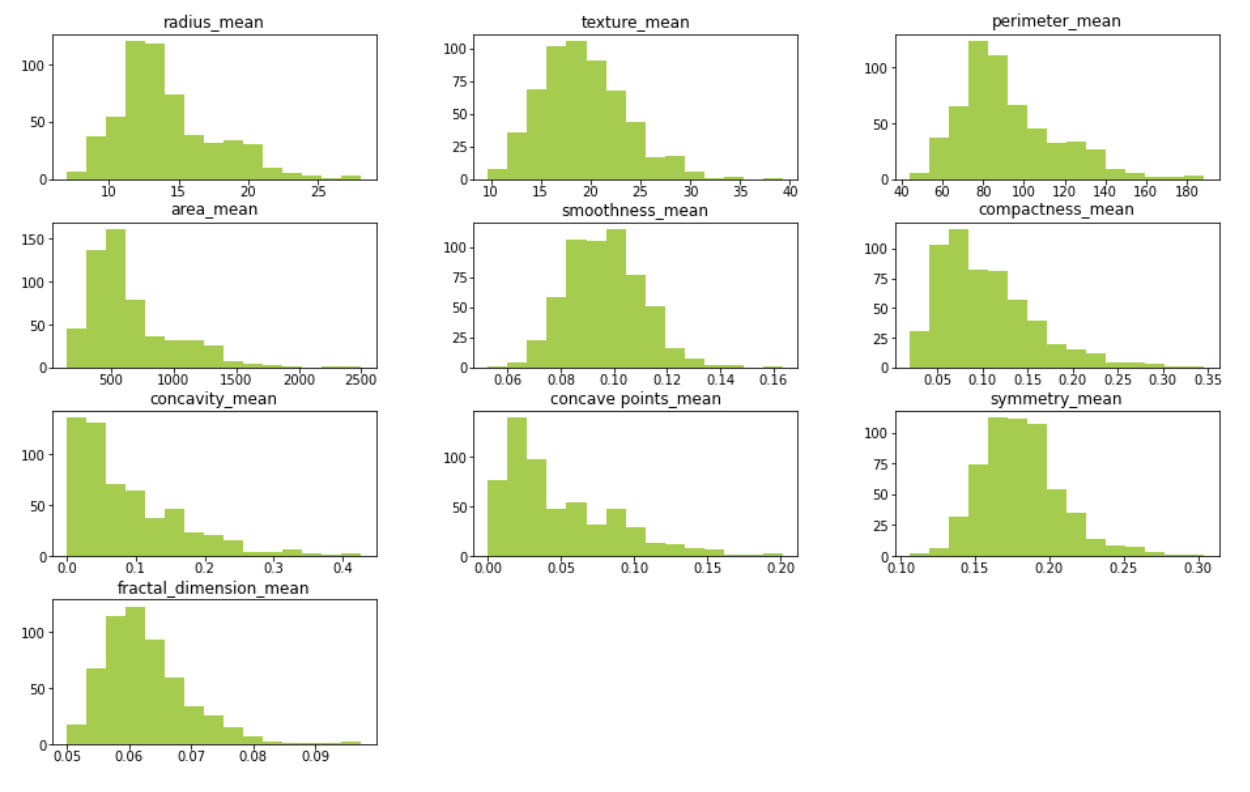 radius_mean
100
50
0
10 15 20 25
texture_mean
100
75
50
25
0
10 15 20 25 30 35 40
perimeter_mean
100
50
0
40 60 80 100 120 140 160 180
area_mean
150
100
50
0
500 1000 1500 2000 2500
smoothness_mean
100
75
50
25
0
0.06 0.08 0.10 0.12 0.14 0.16
compactness_mean
100
75
50
25
0
0.05 0.10 0.15 0.20 0.25 0.30 0.35
concavity_mean
100
50
0
0.0 0.1 0.2 0.3 0.4
concave points_mean
100
50
0
0.00 0.05 0.10 0.15 0.20
symmetry_mean
100
75
50
25
0
0.10 0.15 0.20 0.25 0.30
fractal_dimension_mean
100
50
0
0.05 0.06 0.07 0.08 0.09